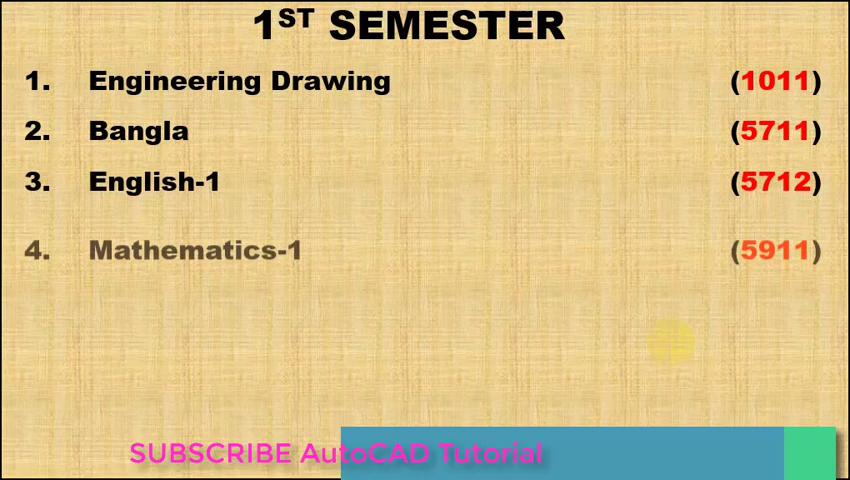 1ST SEMESTER
1. Engineering Drawing (1011)
2. Bangla (5711)
3. English-1 (5712)
4. Mathematics-1 (5911)
SUBSCRIBE AutoCAD Tutorial